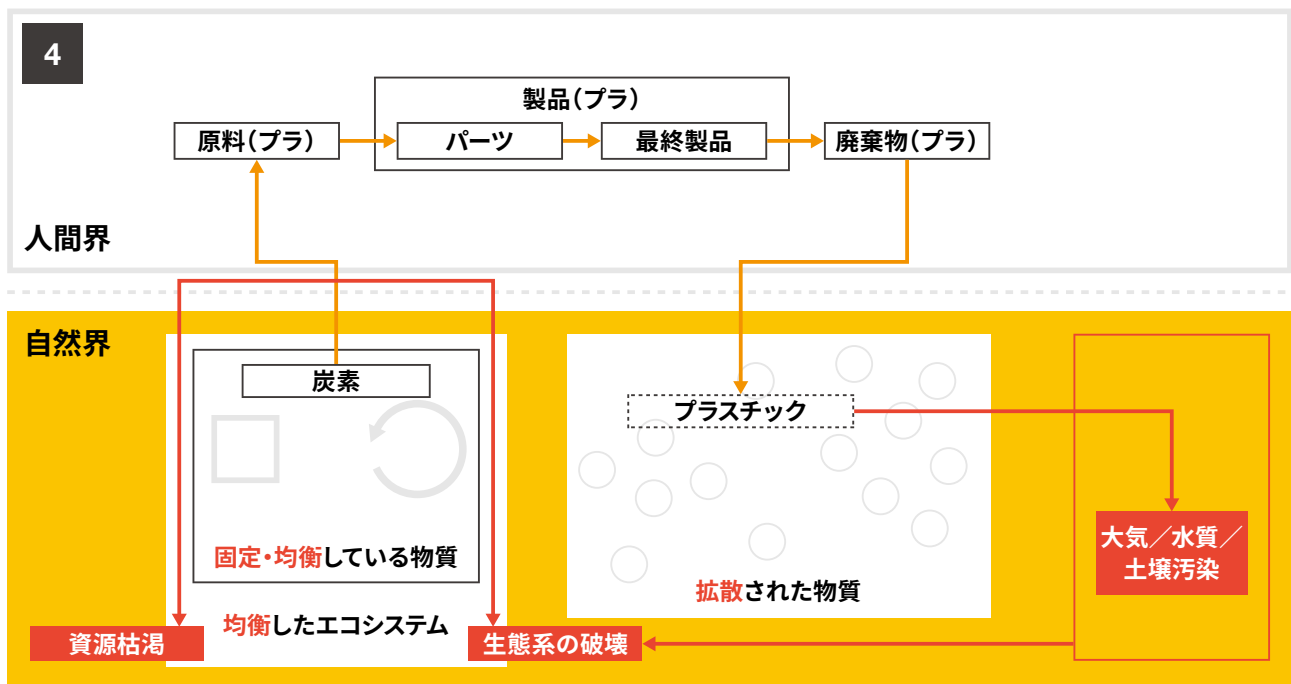 4
製品（プラ）
原料（プラ）
パーツ
最終製品
廃棄物（プラ）
人間界
自然界
炭素
プラスチック
固定・均衡している物質
均衡したエコシステム
拡散された物質
大気／水質／
土壌汚染
資源枯渇
生態系の破壊